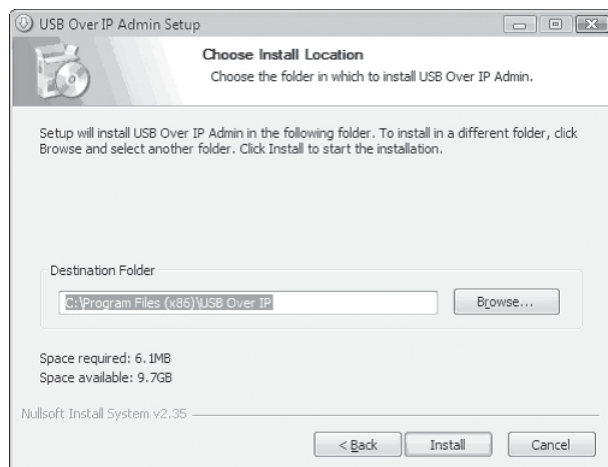 USB Over IP Admin Setup
Choose Install Location
Choose the folder in which to install USB Over IP Admin.
Setup will install USB Over IP Admin in the following folder. To install in a different folder, click
Browse and select another folder. Click Install to start the installation.
Destination Folder
C:\Program Files (x86)\USB Over IP
Browse...
Space required: 6.1MB
Space available: 9.7GB
Nullsoft Install System v2.35
< Back
Install
Cancel